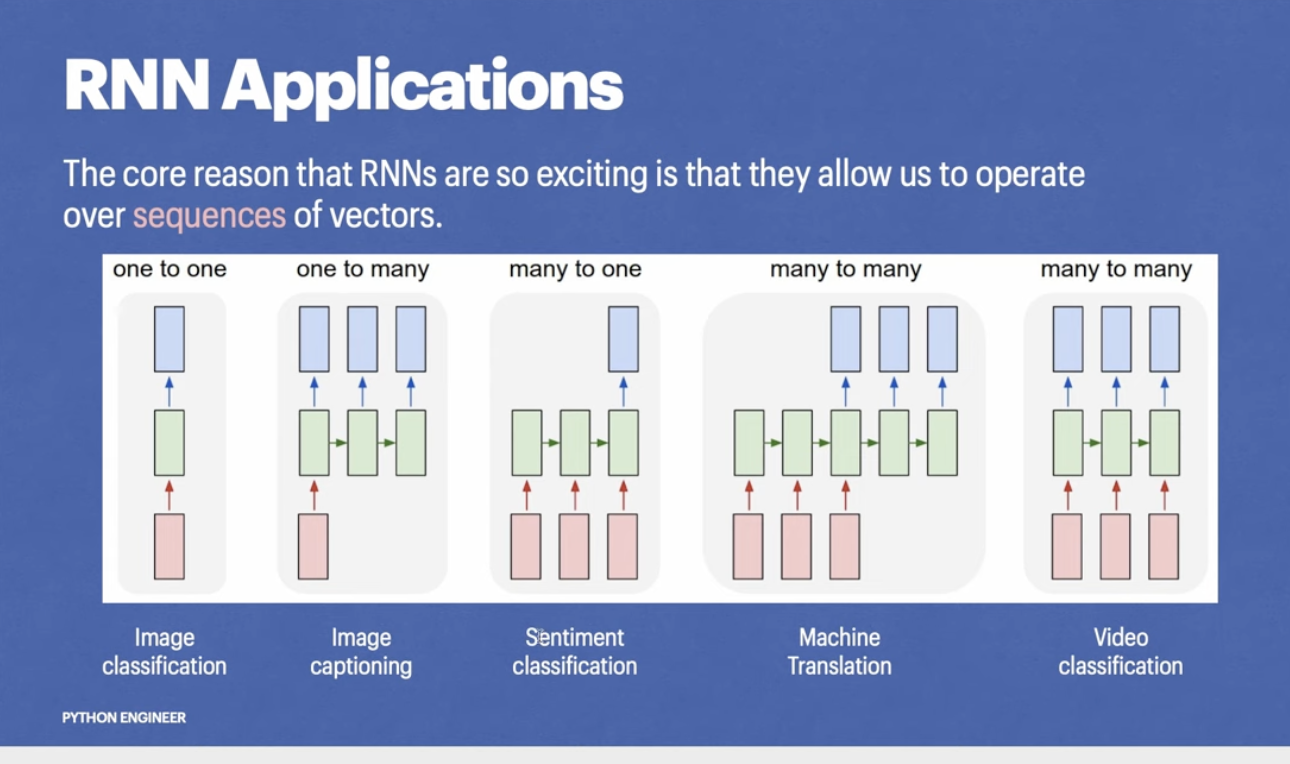 RNN Applications
The core reason that RNNs are so exciting is that they allow us to operate
over sequences of vectors.
one to one
one to many
many to one
many to many
many to many
Image
classification
Image
captioning
Sentiment
classification
Machine
Translation
Video
classification
PYTHON ENGINEER